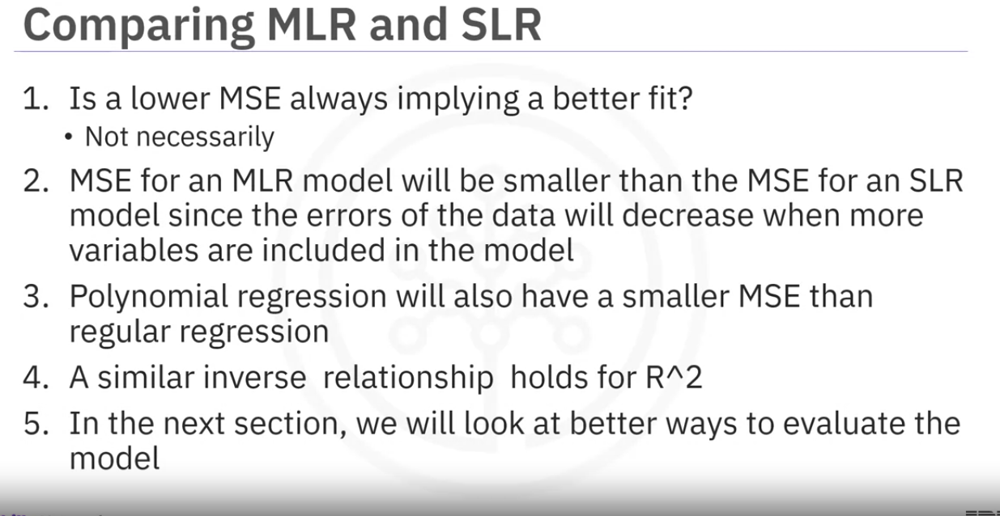 Comparing MLR and SLR
1. Is a lower MSE always implying a better fit?
• Not necessarily
2. MSE for an MLR model will be smaller than the MSE for an SLR
model since the errors of the data will decrease when more
variables are included in the model
3. Polynomial regression will also have a smaller MSE than
regular regression
4. A similar inverse relationship holds for R^2
5. In the next section, we will look at better ways to evaluate the
model